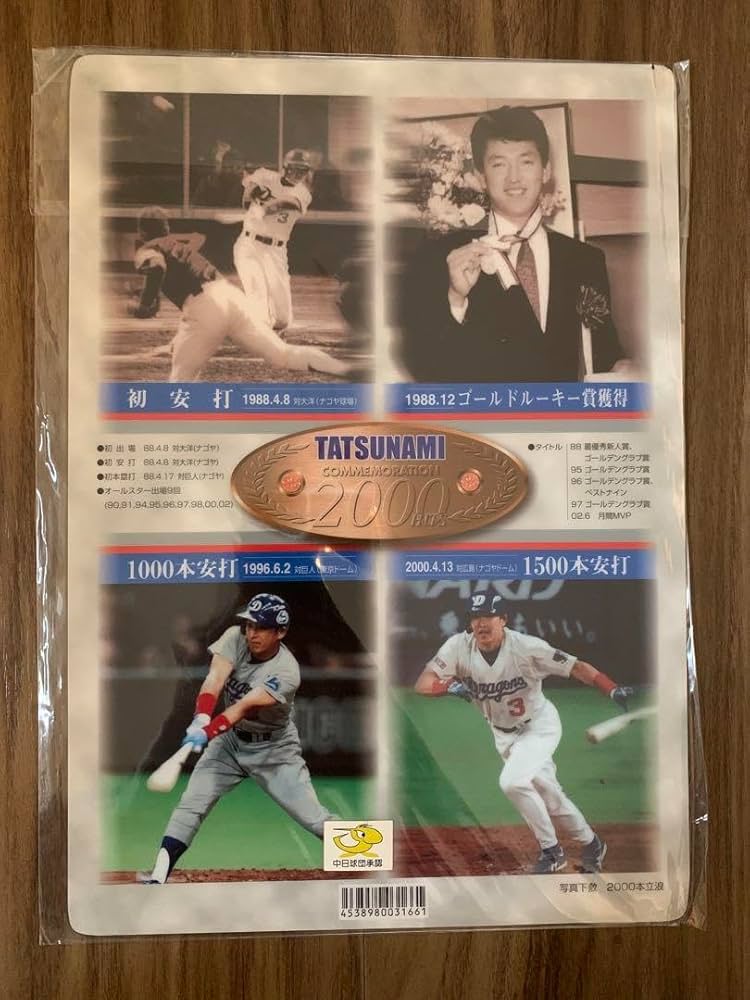 初安打 1988.4.8 対大洋(ナゴヤ球場)
1988.12 ゴールドルーキー賞獲得
●初出場 88.4.8 対大洋(ナゴヤ)
●初安打 88.4.8 対大洋(ナゴヤ)
●初本塁打 88.4.17 対巨人(ナゴヤ)
●オールスター出場9回
(96,81,94,95,96,97,98,00,02)
TATSUNAMI
COMMEMORATION
2000 HITS
●タイトル 88 最優秀新人賞、
ゴールデングラブ賞
95 ゴールデングラブ賞
96 ゴールデングラブ賞、
ベストナイン
97 ゴールデングラブ賞
02.6 月間MVP
1000本安打 1996.6.2 対巨人(東京ドーム)
2000.4.13 対広島(ナゴヤドーム) 1500本安打
D
Dragons
3
いい。
中日球団承認
写真下敷 2000本立浪
4538980031661